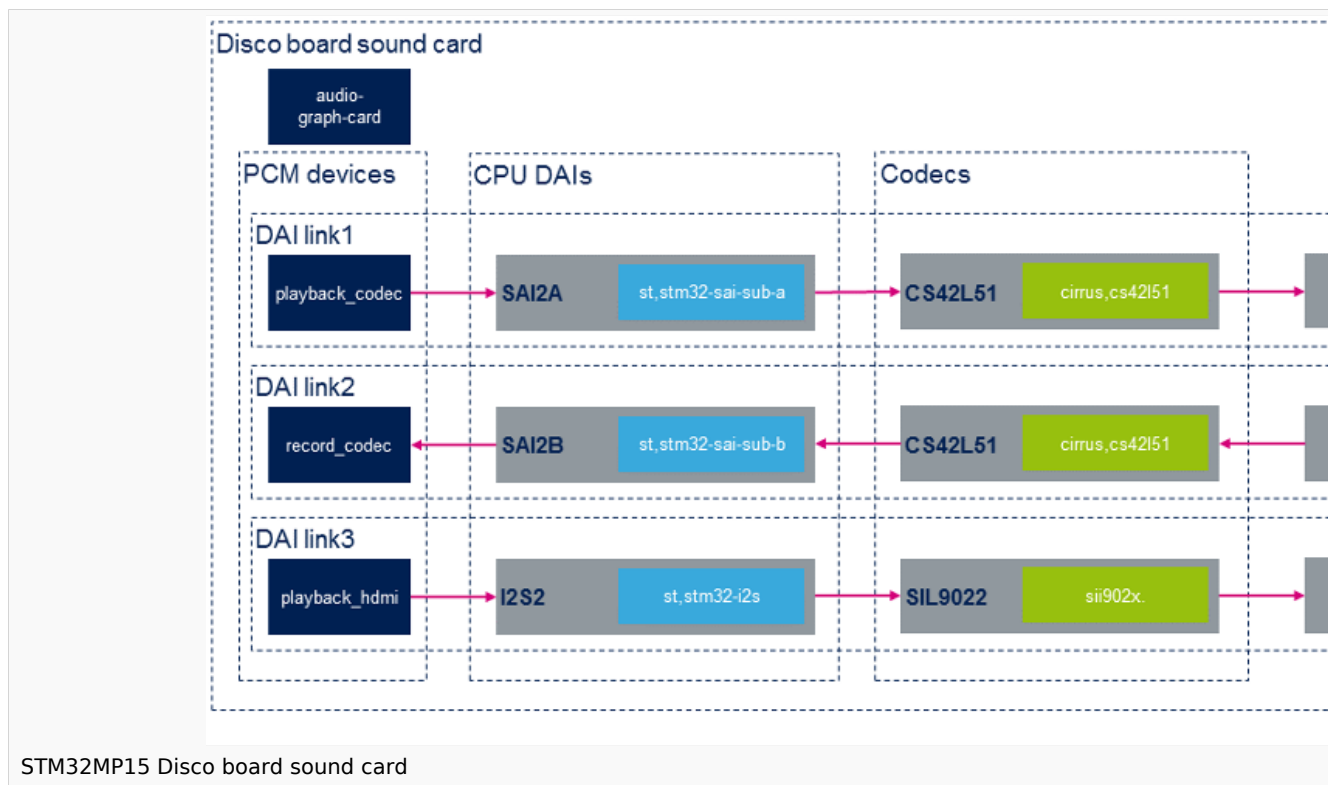 Disco board sound card
audio-
graph-card
PCM devices
CPU DAIs
Codecs
DAI link1
playback_codec
SAI2A
st,stm32-sai-sub-a
CS42L51
cirrus,cs42l51
DAI link2
record_codec
SAI2B
st,stm32-sai-sub-b
CS42L51
cirrus,cs42l51
DAI link3
playback_hdmi
I2S2
st,stm32-i2s
SIL9022
sii902x.
STM32MP15 Disco board sound card